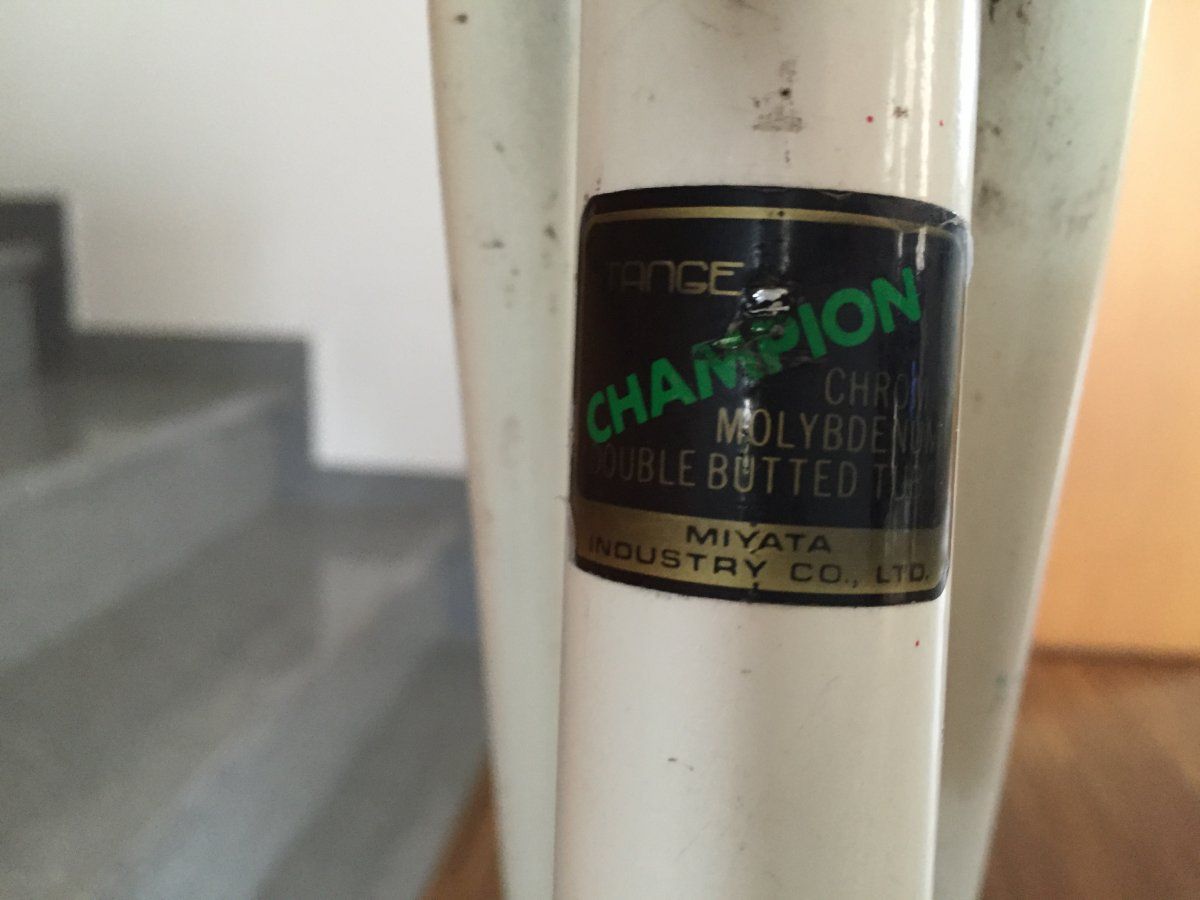 TANGE
CHAMPION
CHROM
MOLYBDENUM
DOUBLE BUTTED
MIYATA
INDUSTRY CO., LTD.